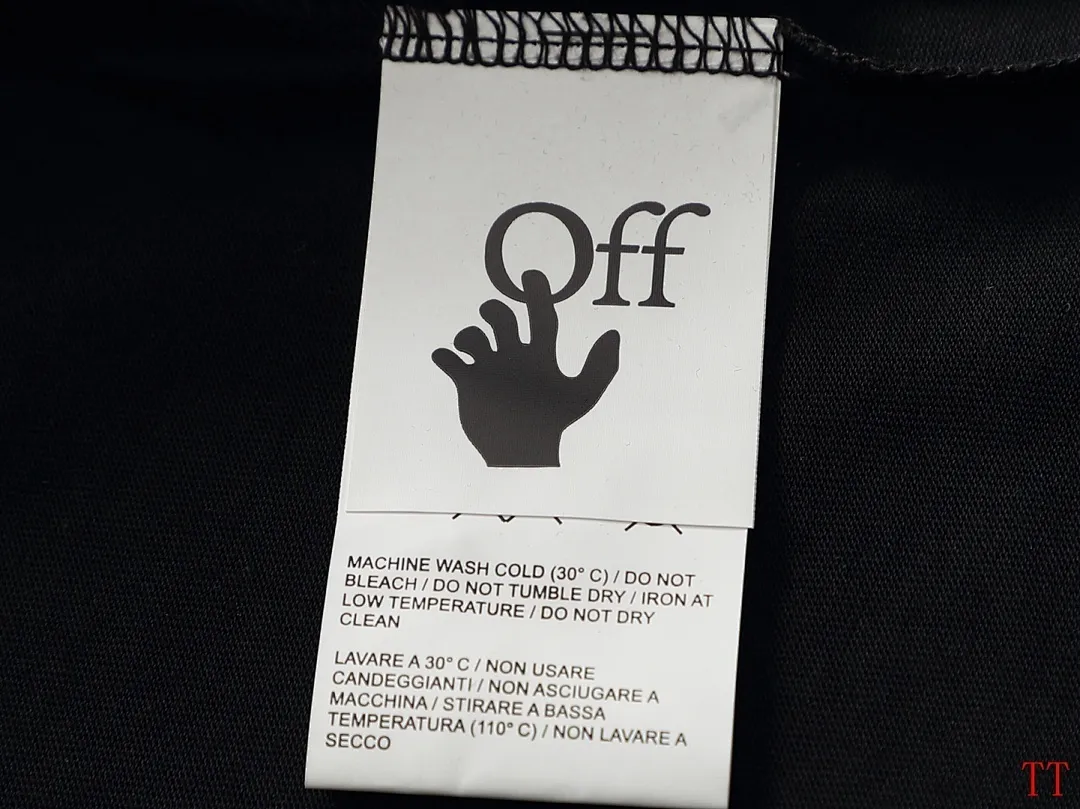 Off
MACHINE WASH COLD (30° C) / DO NOT
BLEACH / DO NOT TUMBLE DRY / IRON AT
LOW TEMPERATURE / DO NOT DRY
CLEAN
LAVARE A 30° C / NON USARE
CANDEGGIANTI / NON ASCIUGARE A
MACCHINA / STIRARE A BASSA
TEMPERATURA (110° C) / NON LAVARE A
SECCO
TT